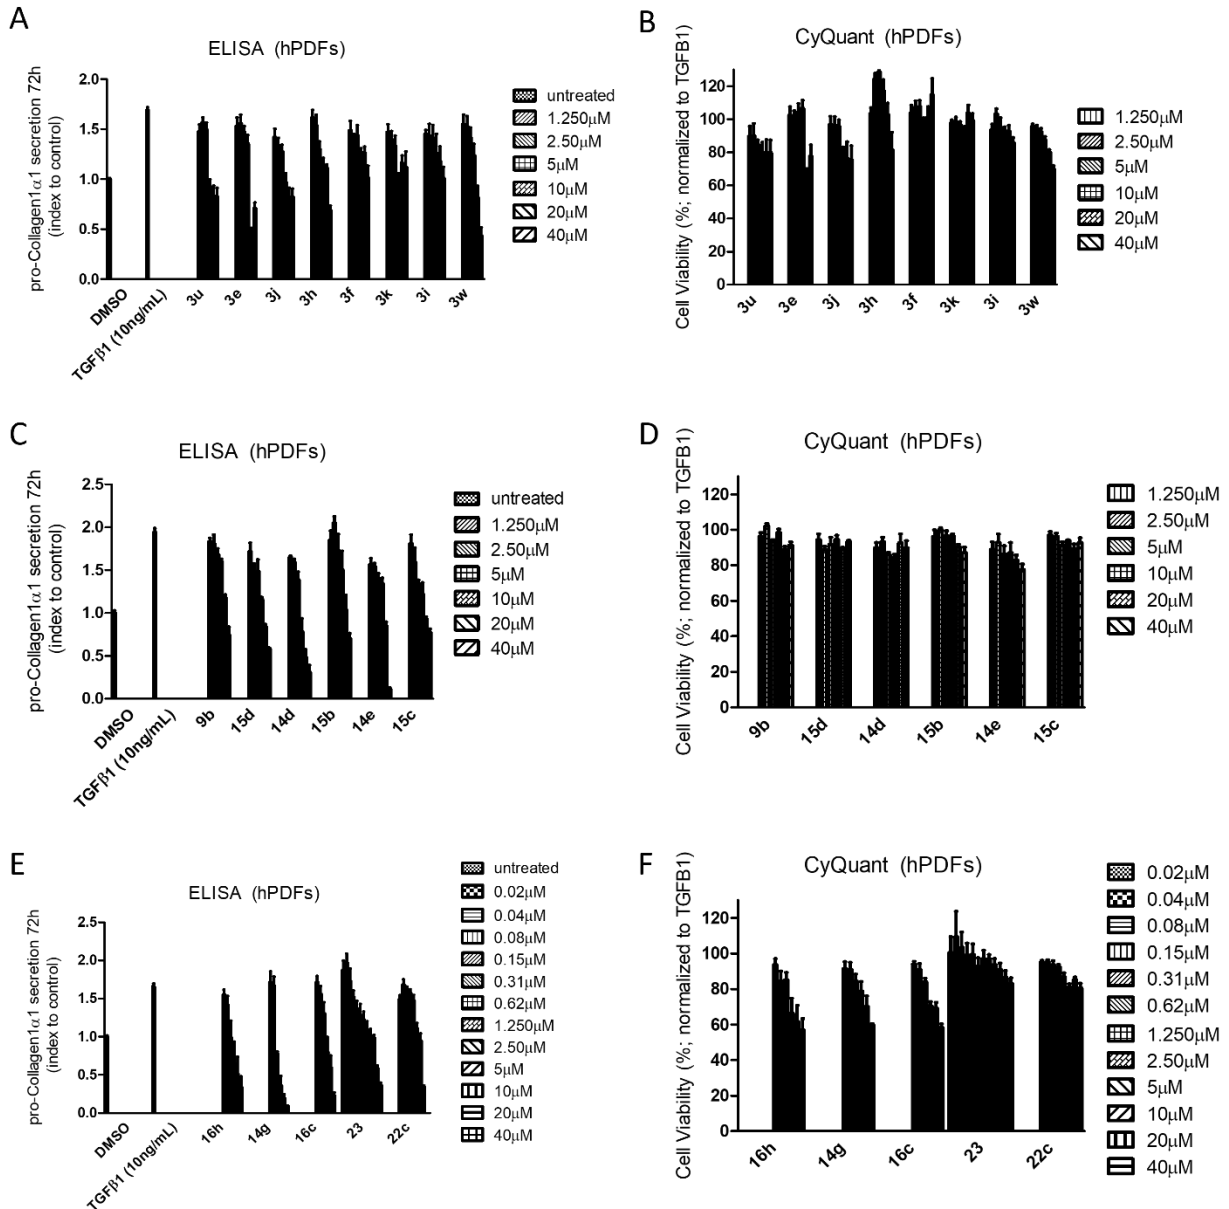 A
ELISA (hPDFs)
pro-Collagen1α1 secretion 72h
(index to control)
2.0
1.5
1.0
0.5
0.0
DMSO
TGFβ1 (10ng/mL)
3u
3e
3j
3h
3f
3k
3i
3w
untreated
1.250µM
2.50µM
5µM
10µM
20µM
40µM
B
CyQuant (hPDFs)
Cell Viability (%; normalized to TGFB1)
120
100
80
60
40
20
0
3u
3e
3j
3h
3f
3k
3i
3w
1.250µM
2.50µM
5µM
10µM
20µM
40µM
C
ELISA (hPDFs)
pro-Collagen1α1 secretion 72h
(index to control)
2.5
2.0
1.5
1.0
0.5
0.0
DMSO
TGFβ1 (10ng/mL)
9b
15d
14d
15b
14e
15c
untreated
1.250µM
2.50µM
5µM
10µM
20µM
40µM
D
CyQuant (hPDFs)
Cell Viability (%; normalized to TGFB1)
120
100
80
60
40
20
0
9b
15d
14d
15b
14e
15c
1.250µM
2.50µM
5µM
10µM
20µM
40µM
E
ELISA (hPDFs)
pro-Collagen1α1 secretion 72h
(index to control)
2.5
2.0
1.5
1.0
0.5
0.0
DMSO
TGFβ1 (10ng/mL)
16h
14g
16c
23
22c
untreated
0.02µM
0.04µM
0.08µM
0.15µM
0.31µM
0.62µM
1.250µM
2.50µM
5µM
10µM
20µM
40µM
F
CyQuant (hPDFs)
Cell Viability (%; normalized to TGFB1)
120
100
80
60
40
20
0
16h
14g
16c
23
22c
0.02µM
0.04µM
0.08µM
0.15µM
0.31µM
0.62µM
1.250µM
2.50µM
5µM
10µM
20µM
40µM